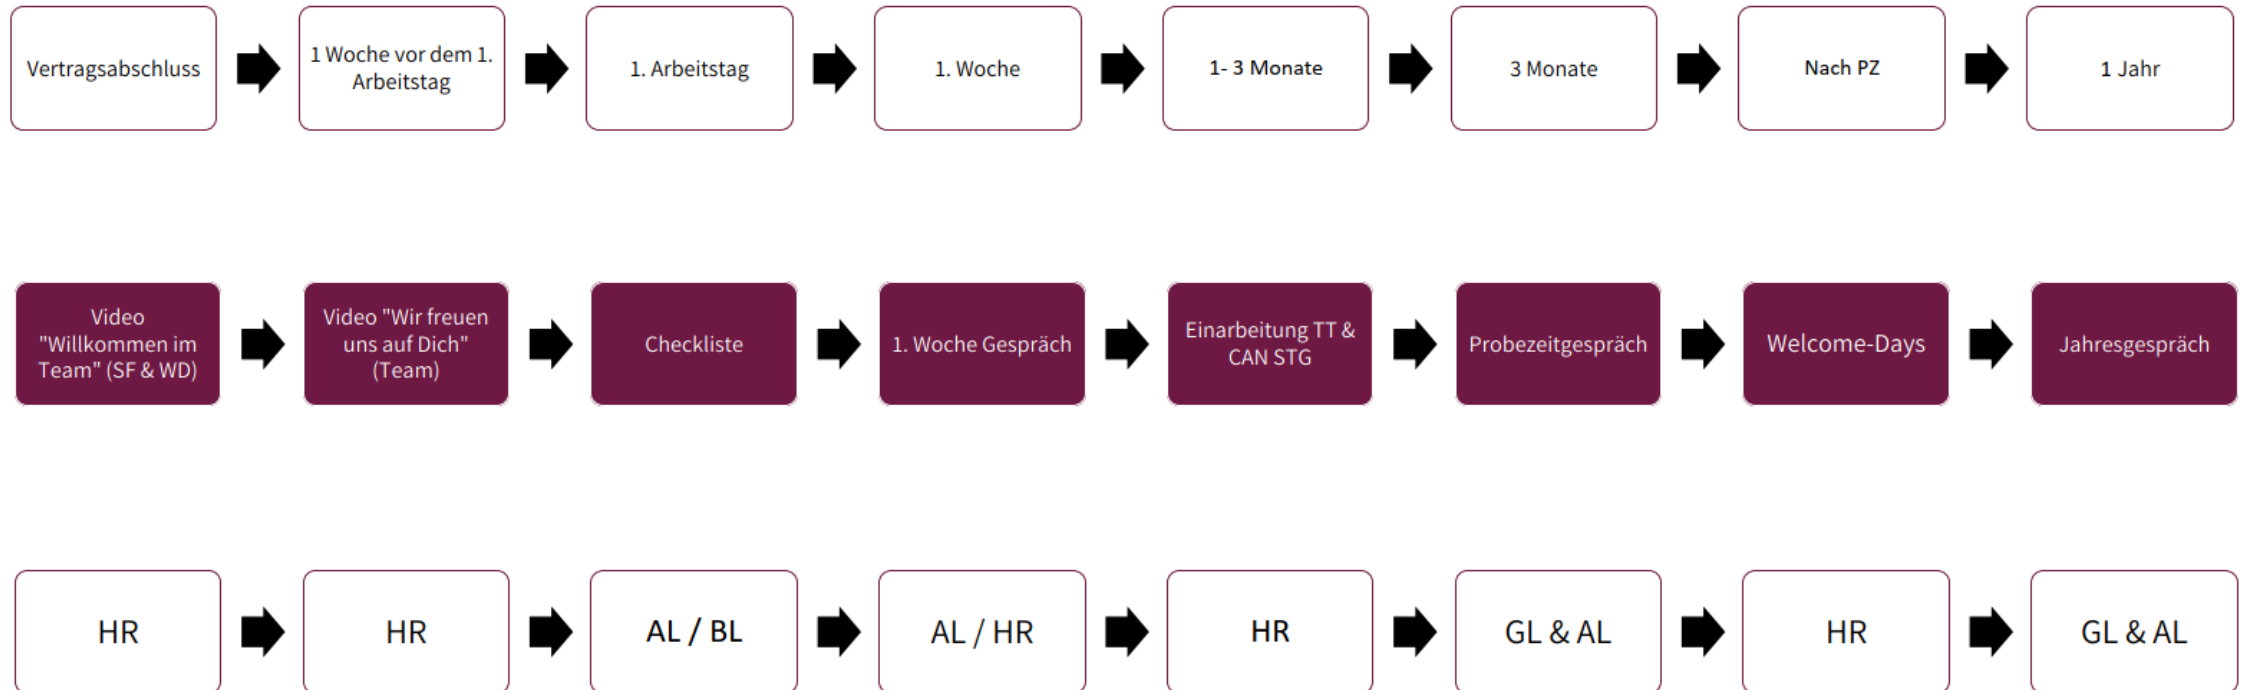 Vertragsabschluss
1 Woche vor dem 1.
Arbeitstag
1. Arbeitstag
1. Woche
1- 3 Monate
3 Monate
Nach PZ
1 Jahr
Video
"Willkommen im
Team" (SF & WD)
Video "Wir freuen
uns auf Dich"
(Team)
Checkliste
1. Woche Gespräch
Einarbeitung TT &
CAN STG
Probezeitgespräch
Welcome-Days
Jahresgespräch
HR
HR
AL / BL
AL / HR
HR
GL & AL
HR
GL & AL